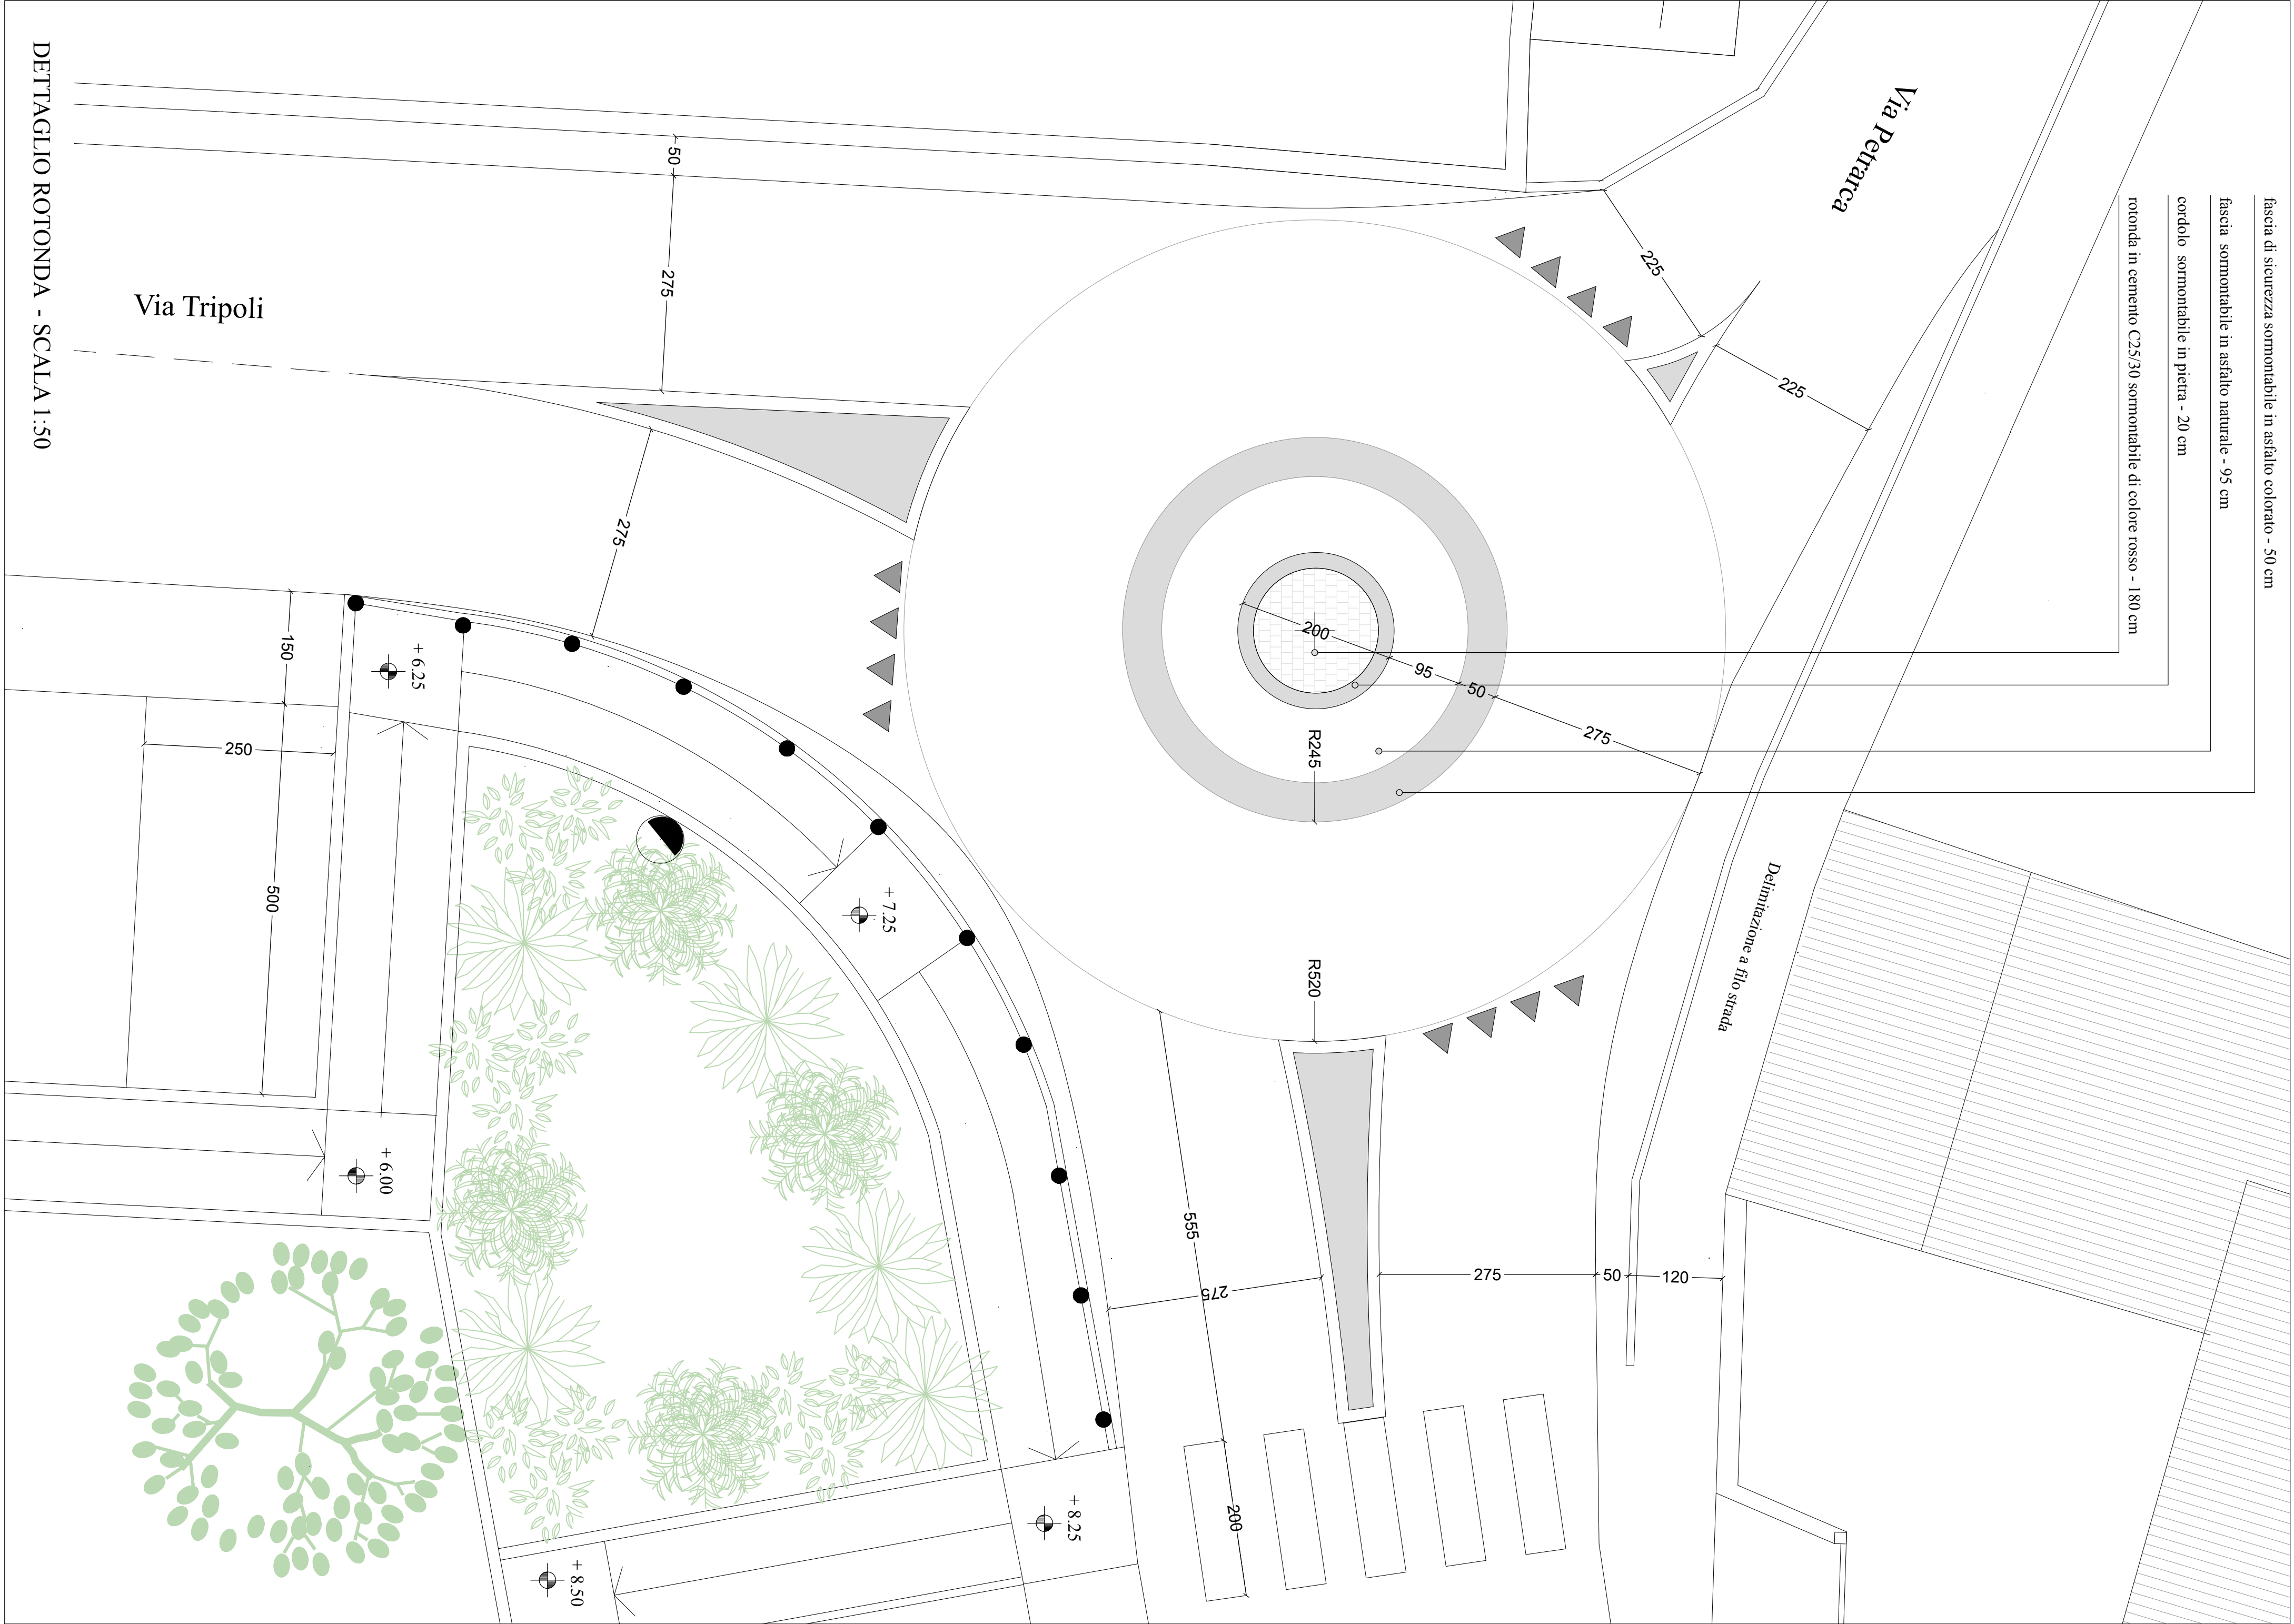 DETTAGLIO ROTONDA - SCALA 1:50
Via Tripoli
Via Petrarca
fascia di sicurezza sormontabile in asfalto colorato - 50 cm
fascia sormontabile in asfalto naturale - 95 cm
cordolo sormontabile in pietra - 20 cm
rotonda in cemento C25/30 sormontabile di colore rosso - 180 cm
50
275
275
225
225
200
95
50
275
R245
R520
Delimitazione a filo strada
150
250
500
+ 6.25
+ 7.25
+ 6.00
555
275
275
50
120
200
+ 8.25
+ 8.50